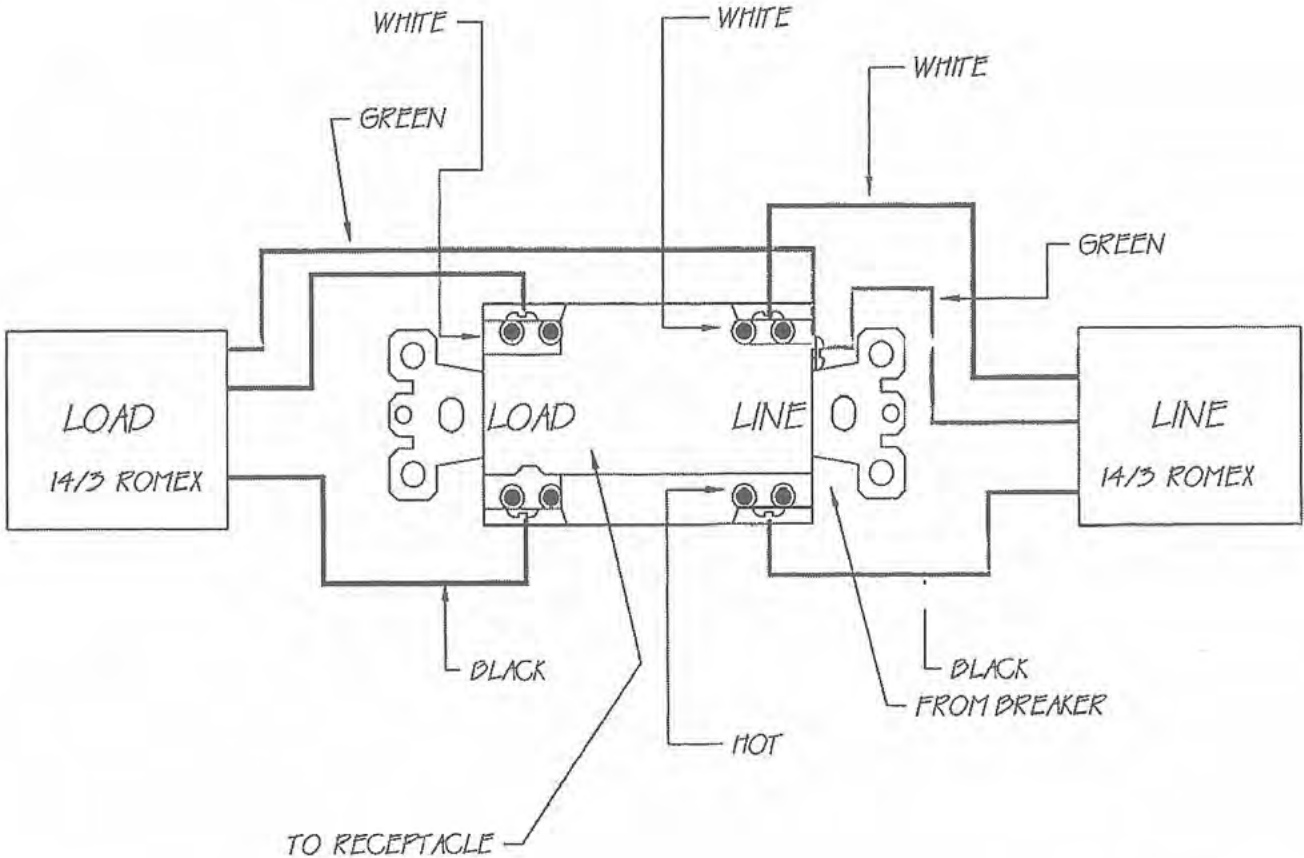 WHITE
WHITE
WHITE
GREEN
GREEN
LOAD
14/3 ROMEX
LOAD
LINE
LINE
14/3 ROMEX
BLACK
BLACK
FROM BREAKER
HOT
TO RECEPTACLE